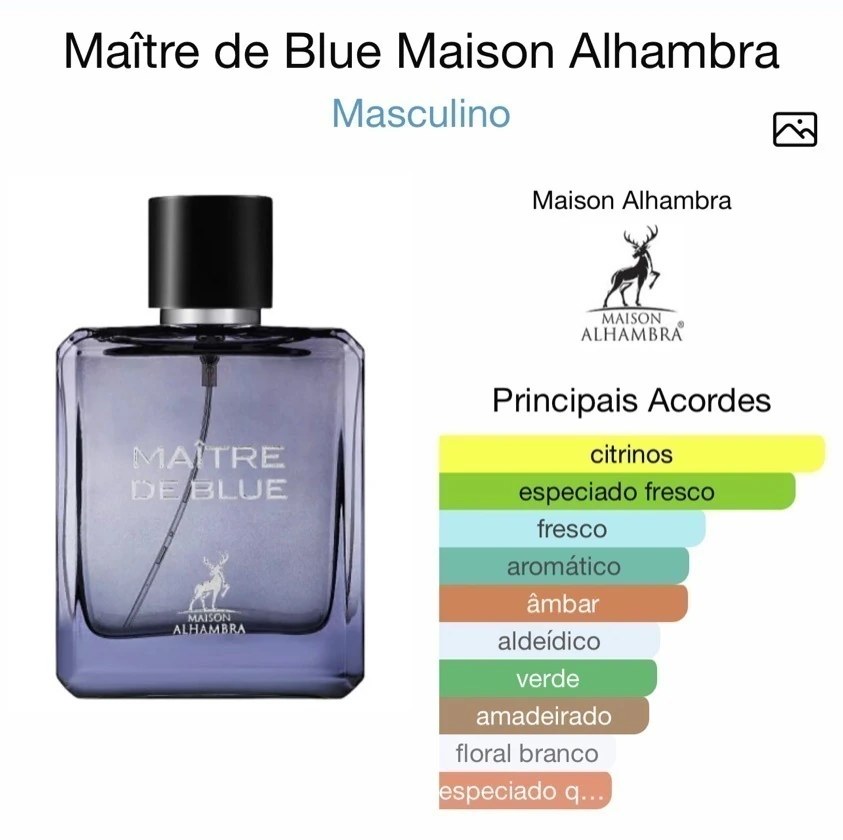 Maître de Blue Maison Alhambra
Masculino
MAÎTRE
DE BLUE
MAISON
ALHAMBRA
Maison Alhambra
MAISON
ALHAMBRA®
Principais Acordes
citrinos
especiado fresco
fresco
aromático
âmbar
aldeídico
verde
amadeirado
floral branco
especiado q...